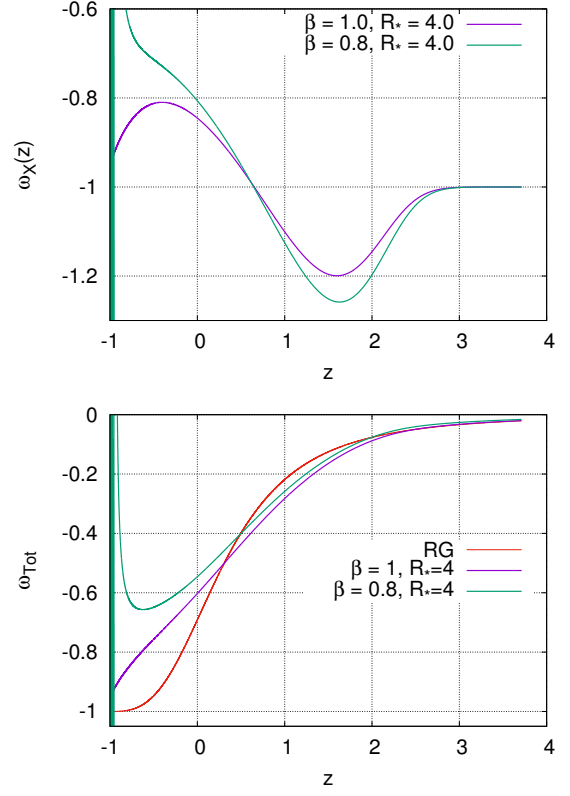 -0.6
-0.8
-1
-1.2
ωX(z)
β = 1.0, R* = 4.0
β = 0.8, R* = 4.0
-1 0 1 2 3 4
z
0
-0.2
-0.4
-0.6
-0.8
-1
ωTot
RG
β = 1, R*=4
β = 0.8, R*=4
-1 0 1 2 3 4
z